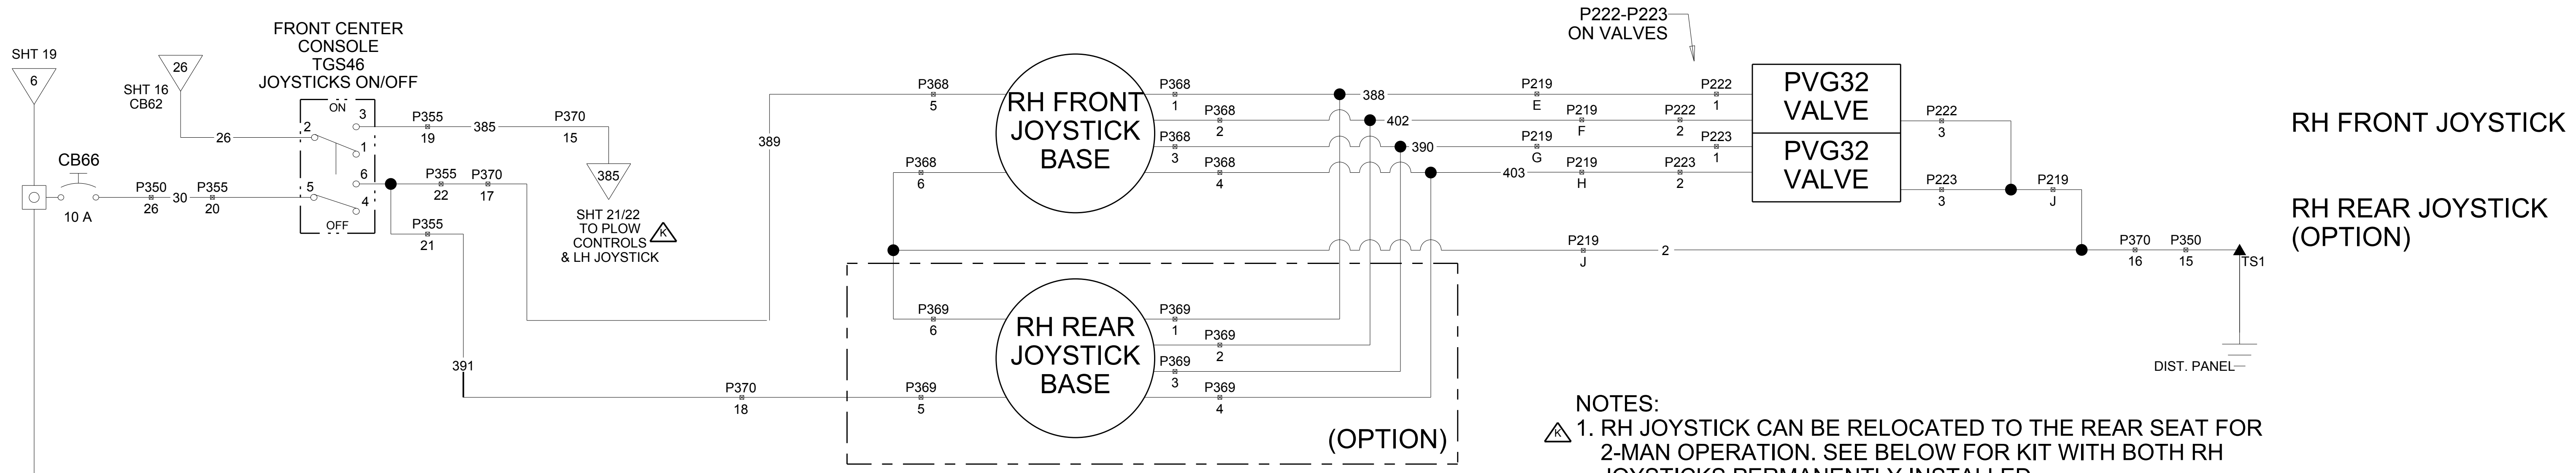 SHT 19
6
CB66
10 A
P350
26
30
P355
20
SHT 16
CB62
26
26
FRONT CENTER
CONSOLE
TGS46
JOYSTICKS ON/OFF
ON
2
3
1
6
5
4
OFF
P355
19
385
P370
15
385
SHT 21/22
TO PLOW
CONTROLS
& LH JOYSTICK
K
P355
22
P370
17
P355
21
391
389
P370
18
P368
5
P368
6
RH FRONT
JOYSTICK
BASE
P368
1
P368
2
P368
3
P368
4
P369
6
P369
5
RH REAR
JOYSTICK
BASE
P369
1
P369
2
P369
3
P369
4
(OPTION)
388
402
390
403
P219
E
P219
F
P219
G
P219
H
P219
J
2
P222-P223
ON VALVES
P222
1
P222
2
P223
1
P223
2
PVG32
VALVE
PVG32
VALVE
P222
3
P223
3
P219
J
P370
16
P350
15
TS1
DIST. PANEL
RH FRONT JOYSTICK
RH REAR JOYSTICK
(OPTION)
NOTES:
K 1. RH JOYSTICK CAN BE RELOCATED TO THE REAR SEAT FOR
2-MAN OPERATION. SEE BELOW FOR KIT WITH BOTH RH
JOYSTICKS PERMANENTLY INSTALLED